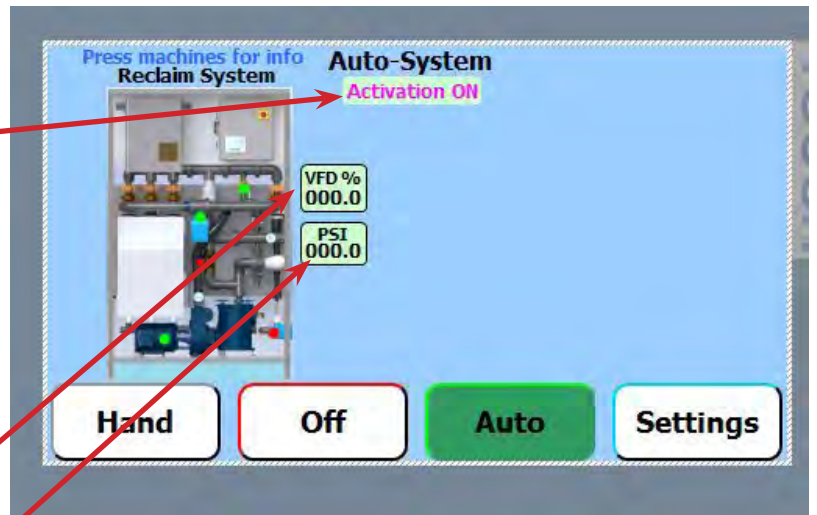 Press machines for info
Reclaim System
Auto-System
Activation ON
VFD %
000.0
PSI
000.0
Hand
Off
Auto
Settings